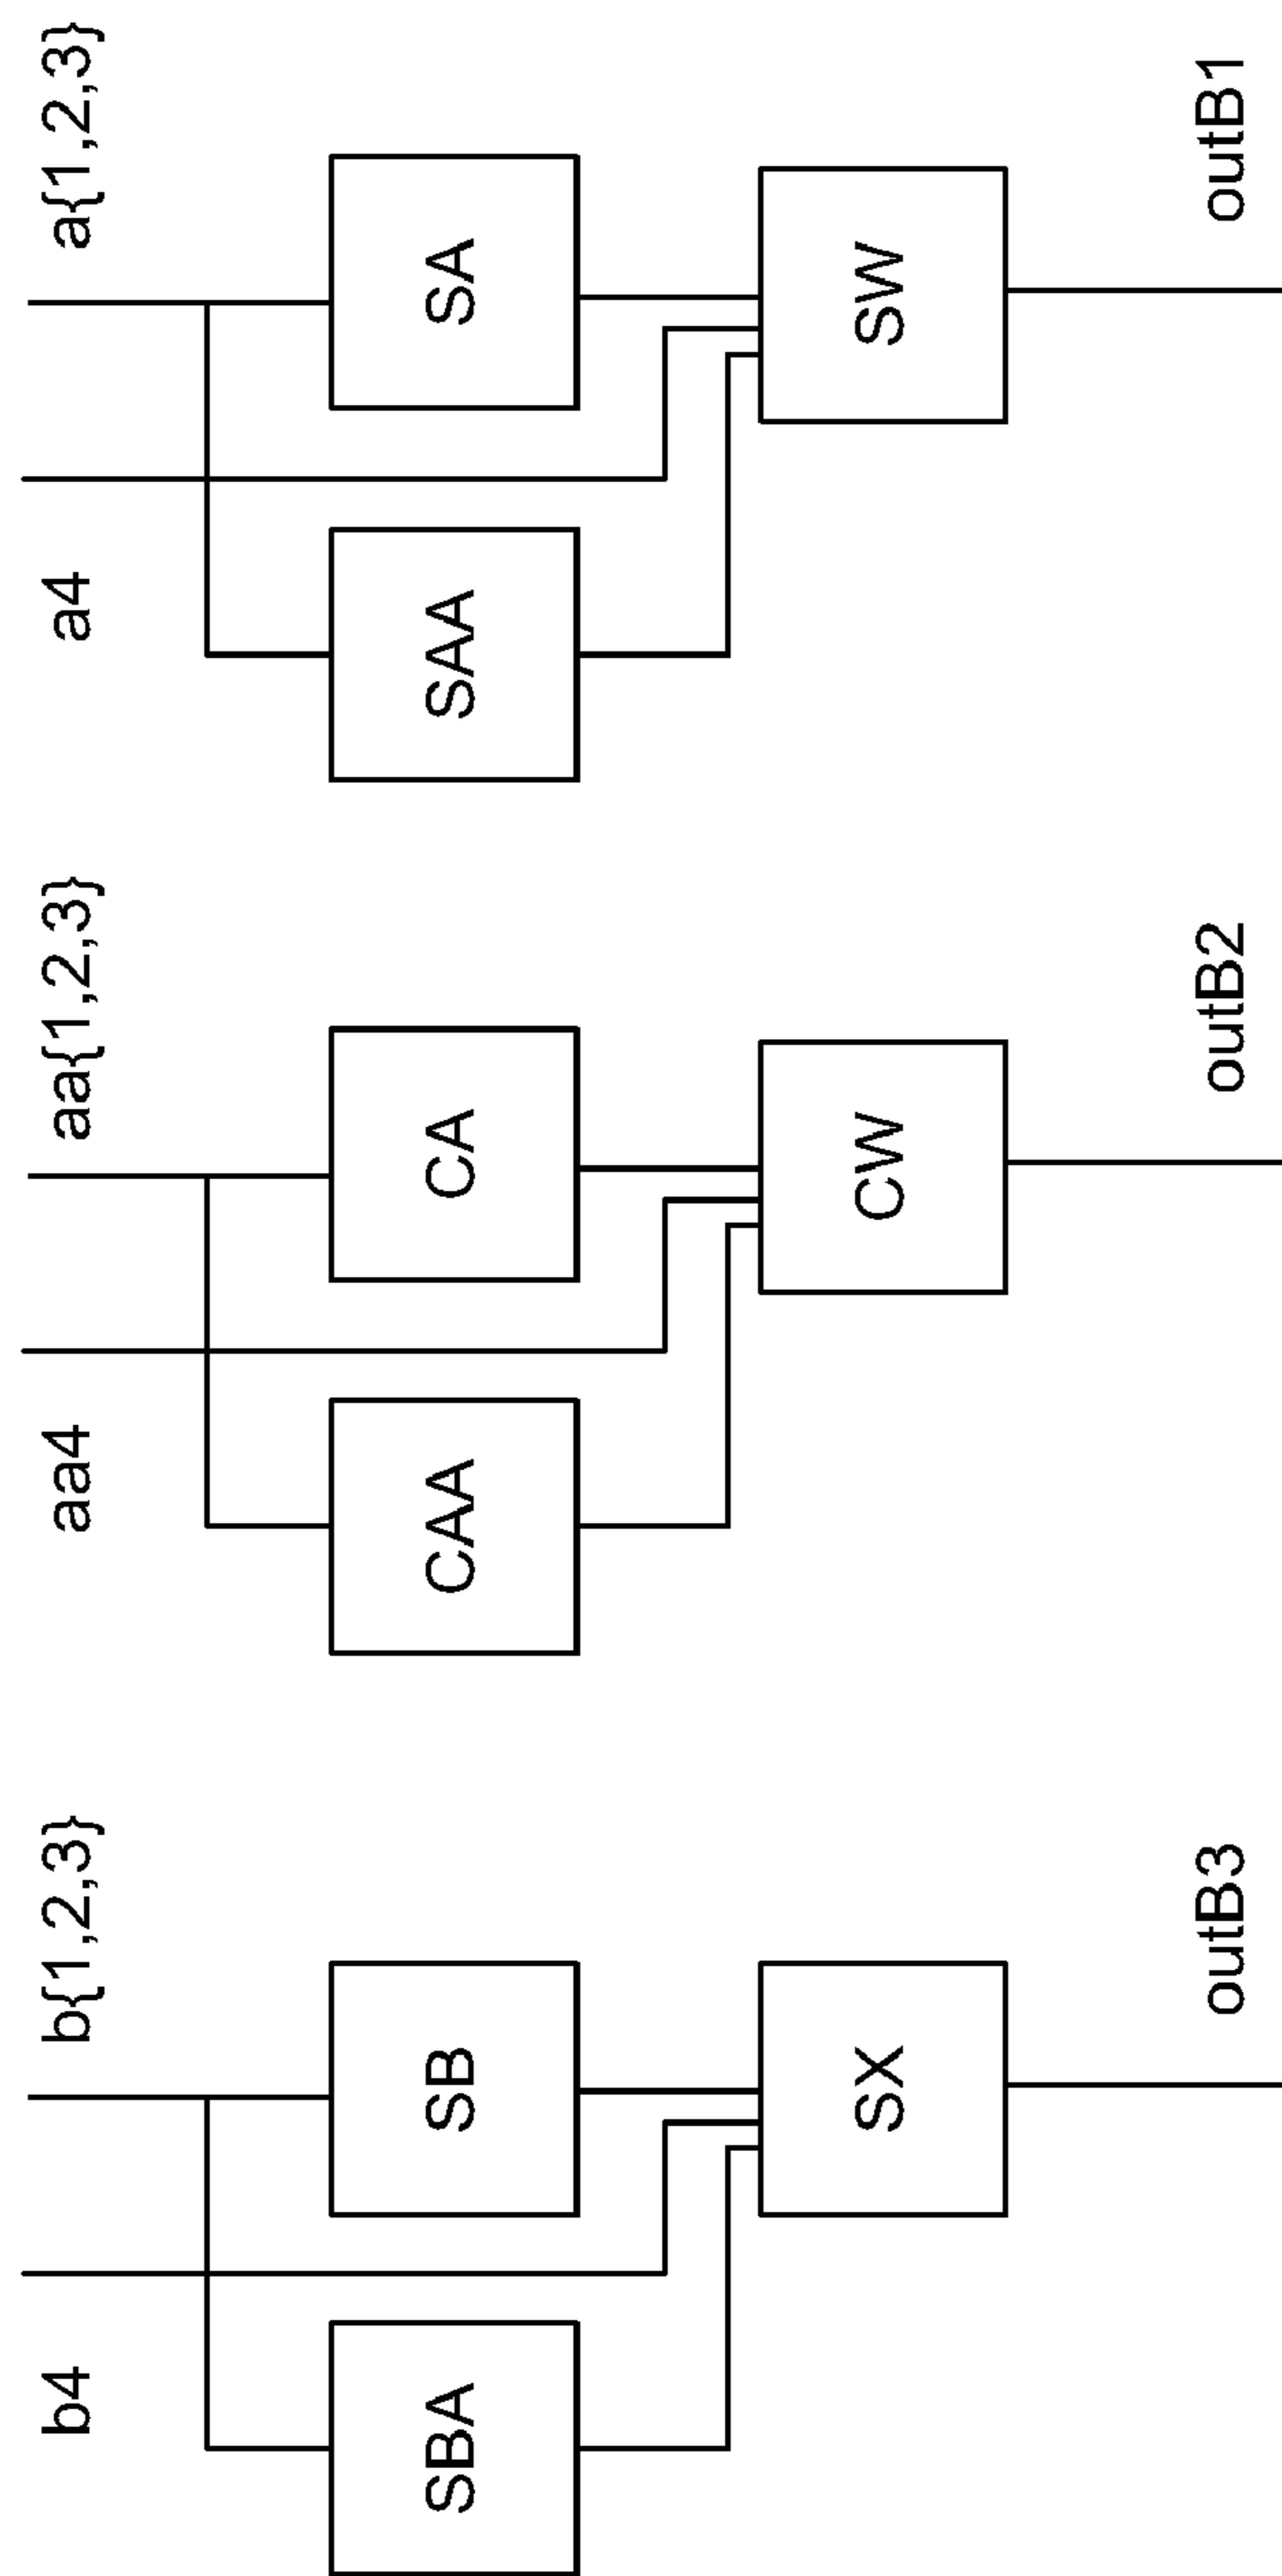 a{1,2,3}
a4
SA
SAA
SW
outB1
aa{1,2,3}
aa4
CA
CAA
CW
outB2
b{1,2,3}
b4
SB
SBA
SX
outB3